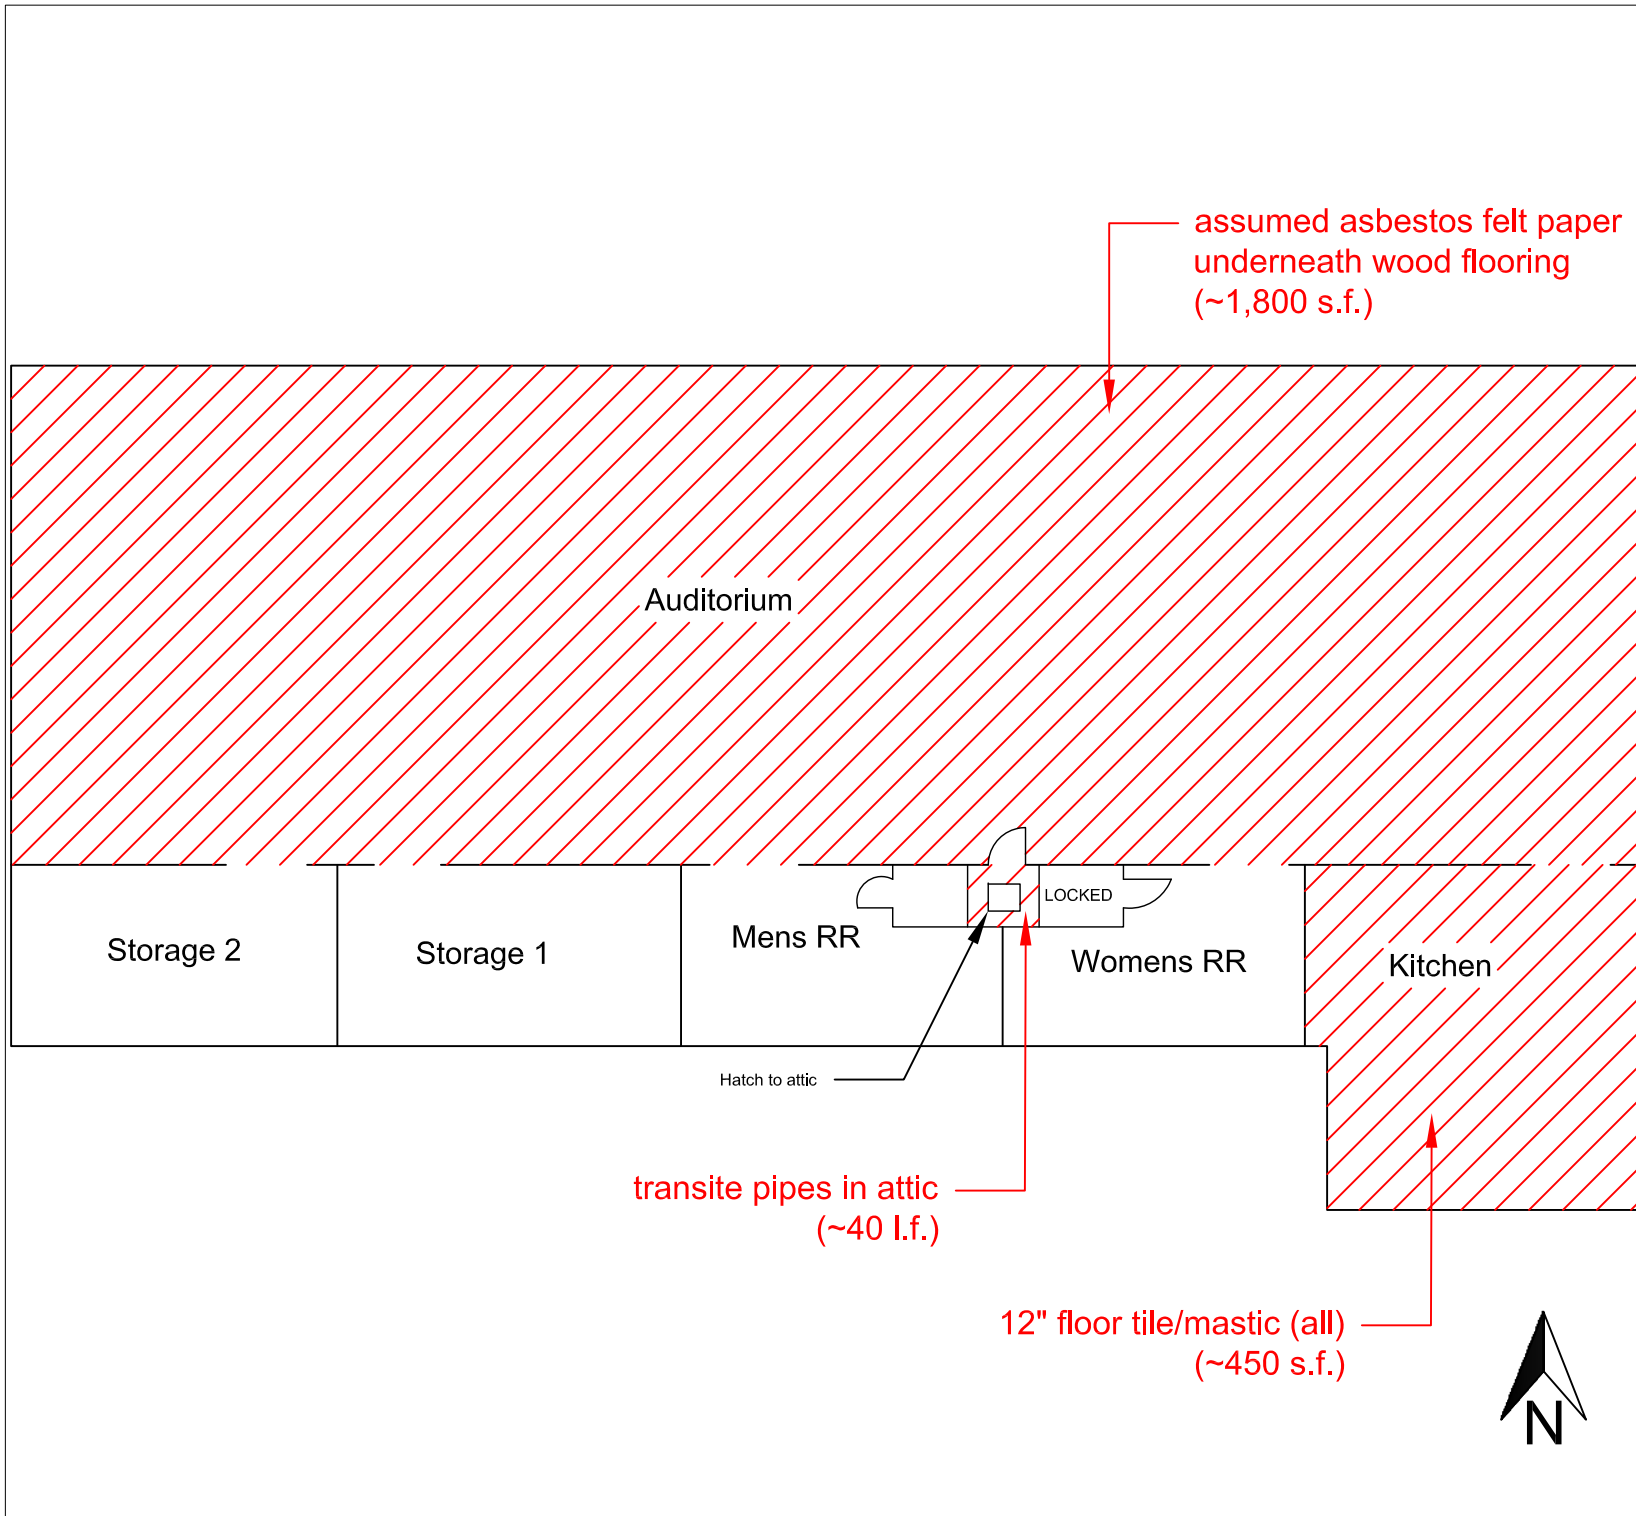 assumed asbestos felt paper
underneath wood flooring
(~1,800 s.f.)
Auditorium
LOCKED
Storage 2
Storage 1
Mens RR
Womens RR
Kitchen
Hatch to attic
transite pipes in attic
(~40 l.f.)
12" floor tile/mastic (all)
(~450 s.f.)
N